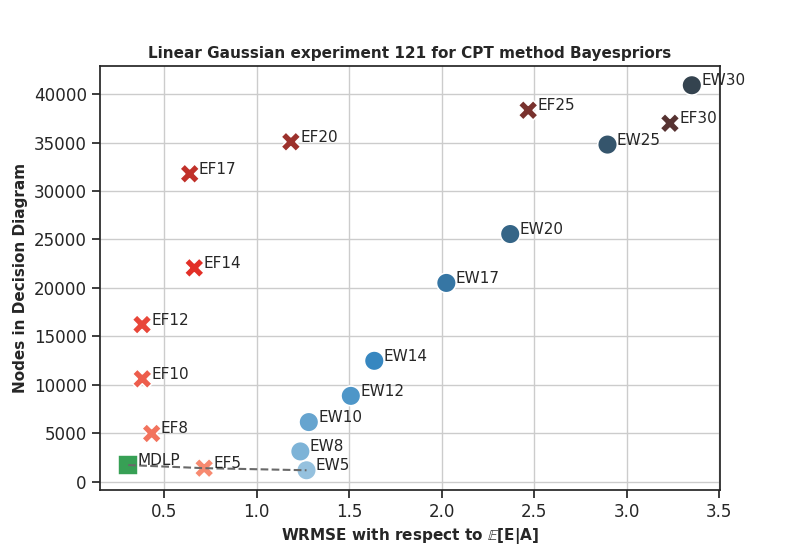 Linear Gaussian experiment 121 for CPT method Bayespriors
Nodes in Decision Diagram
40000
35000
30000
25000
20000
15000
10000
5000
0
EW30
EF25
EF30
EF20
EW25
EF17
EW20
EF14
EW17
EF12
EW14
EF10
EW12
EW10
EF8
EW8
MDLP
EF5
EW5
0.5
1.0
1.5
2.0
2.5
3.0
3.5
WRMSE with respect to 𝔼[E|A]